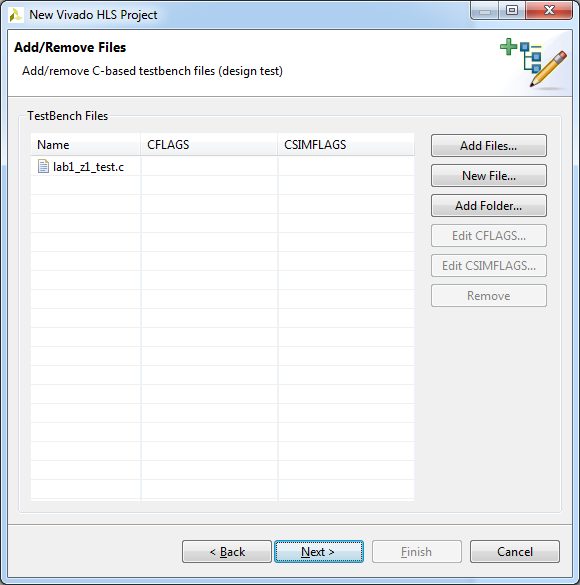 New Vivado HLS Project
Add/Remove Files
Add/remove C-based testbench files (design test)
TestBench Files
Name CFLAGS CSIMFLAGS
lab1_z1_test.c
Add Files...
New File...
Add Folder...
Edit CFLAGS...
Edit CSIMFLAGS...
Remove
< Back Next > Finish Cancel